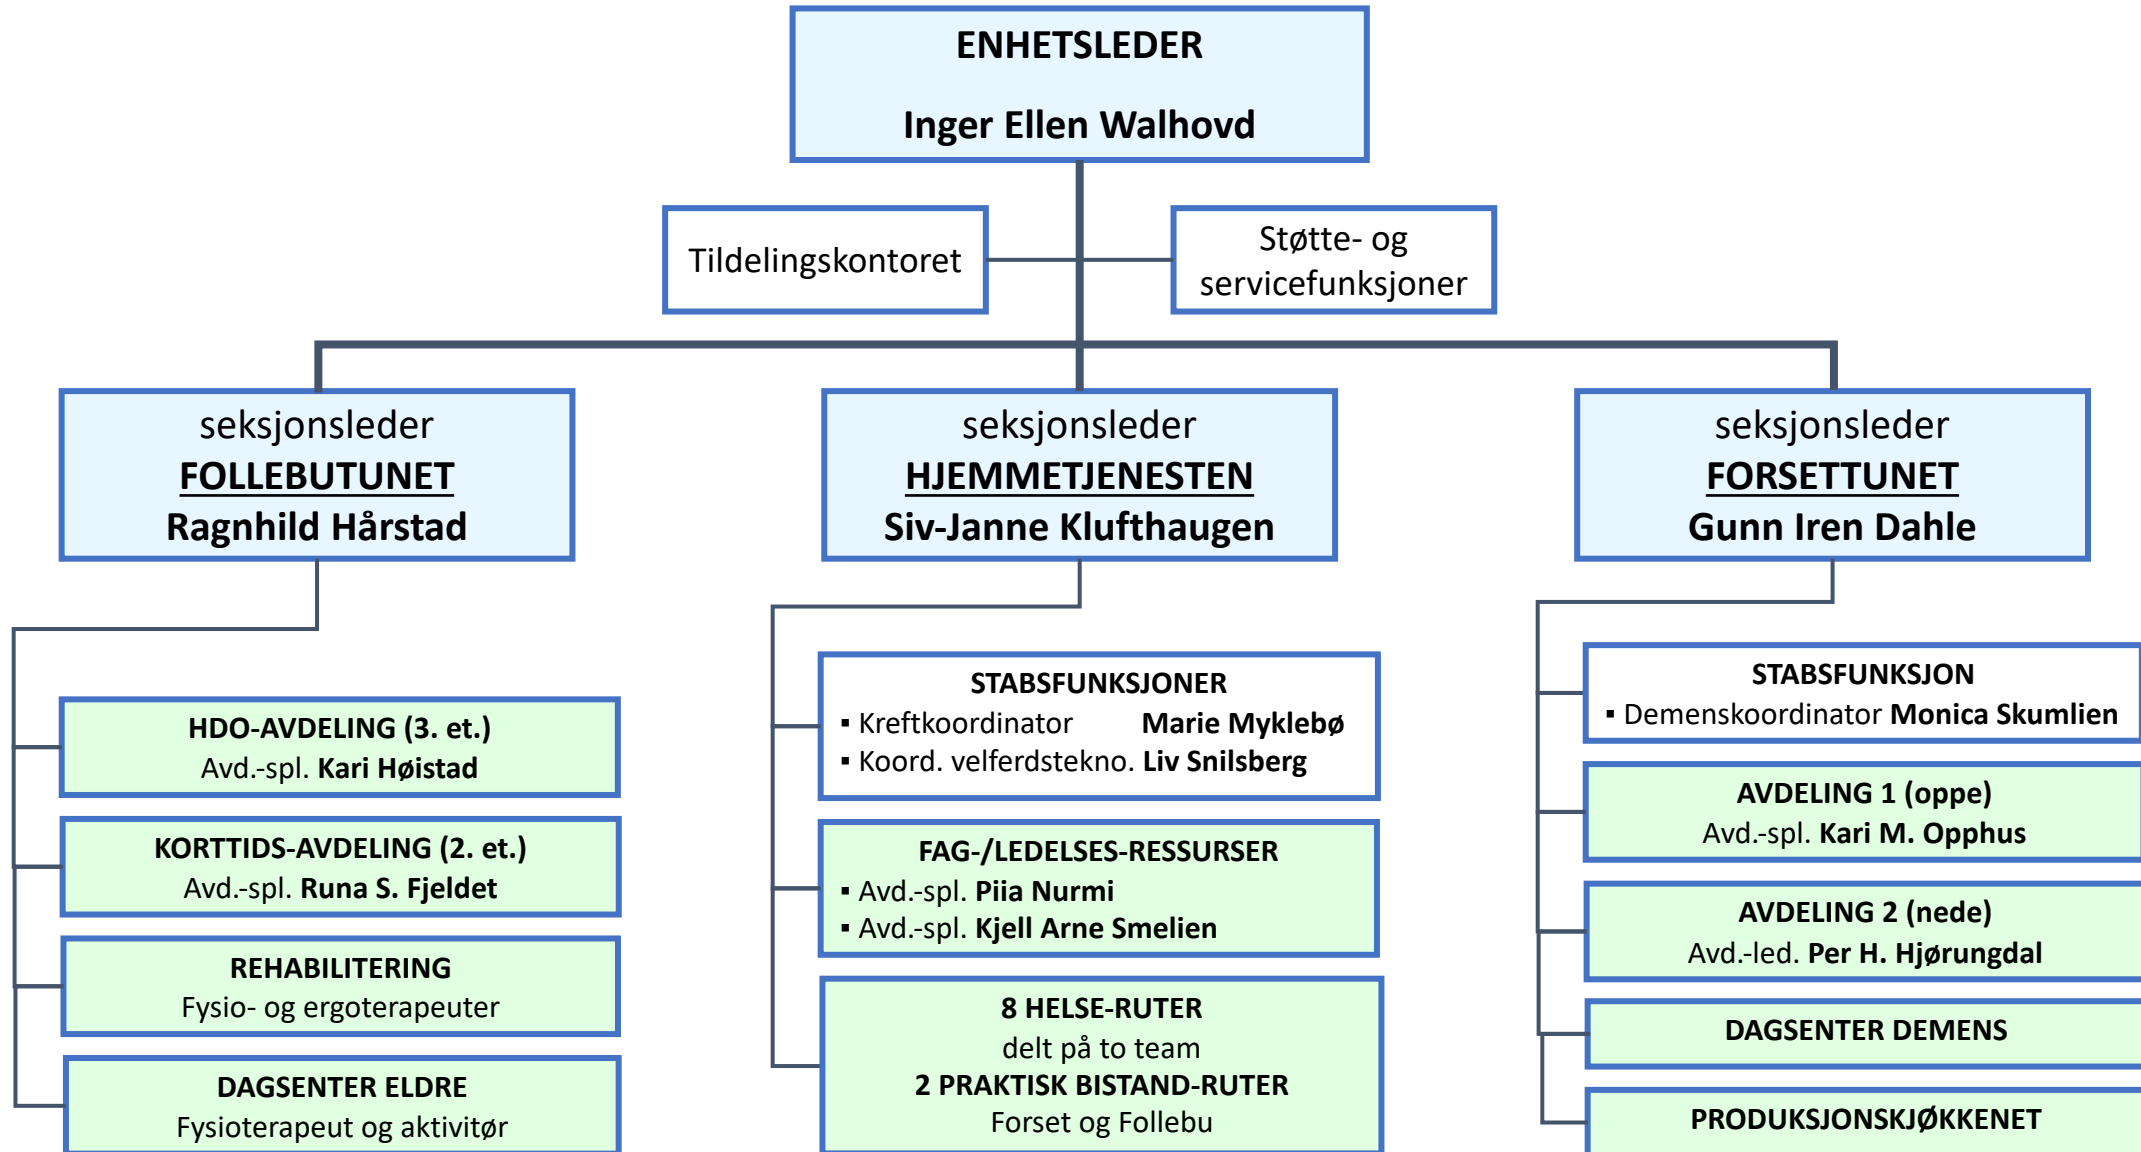 ENHETSLEDER
Inger Ellen Walhovd
Tildelingskontoret
Støtte- og
servicefunksjoner
seksjonsleder
FOLLEBUTUNET
Ragnhild Hårstad
seksjonsleder
HJEMMETJENESTEN
Siv-Janne Klufthaugen
seksjonsleder
FORSETTUNET
Gunn Iren Dahle
HDO-AVDELING (3. et.)
Avd.-spl. Kari Høistad
KORTTIDS-AVDELING (2. et.)
Avd.-spl. Runa S. Fjeldet
REHABILITERING
Fysio- og ergoterapeuter
DAGSENTER ELDRE
Fysioterapeut og aktivitør
STABSFUNKSJONER
▪ Kreftkoordinator Marie Myklebø
▪ Koord. velferdstekno. Liv Snilsberg
FAG-/LEDELSES-RESSURSER
▪ Avd.-spl. Piia Nurmi
▪ Avd.-spl. Kjell Arne Smelien
8 HELSE-RUTER
delt på to team
2 PRAKTISK BISTAND-RUTER
Forset og Follebu
STABSFUNKSJON
▪ Demenskoordinator Monica Skumlien
AVDELING 1 (oppe)
Avd.-spl. Kari M. Opphus
AVDELING 2 (nede)
Avd.-led. Per H. Hjørungdal
DAGSENTER DEMENS
PRODUKSJONSKJØKKENET